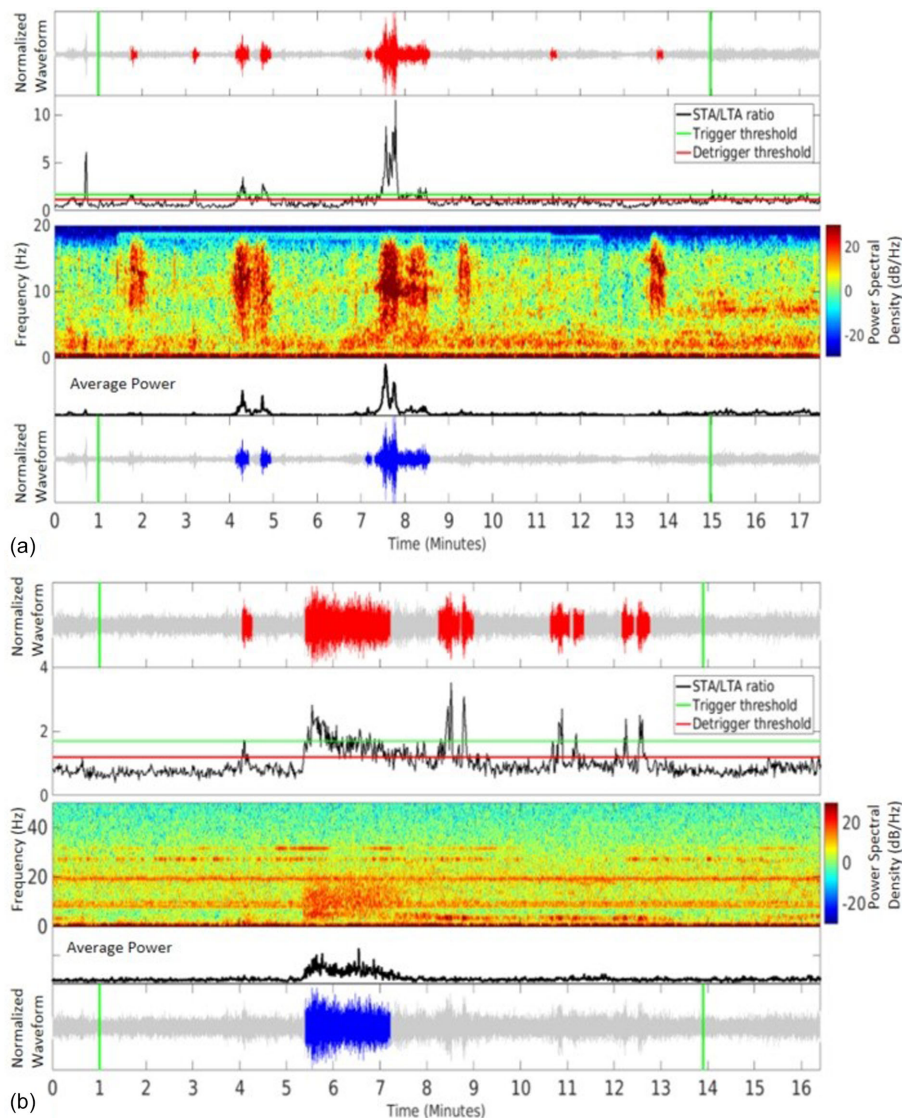 Normalized
Waveform
10
5
0
STA/LTA ratio
Trigger threshold
Detrigger threshold
20
10
0
Frequency (Hz)
20
0
-20
Power Spectral
Density (dB/Hz)
Average Power
Normalized
Waveform
0 1 2 3 4 5 6 7 8 9 10 11 12 13 14 15 16 17
Time (Minutes)
(a)
Normalized
Waveform
4
2
0
STA/LTA ratio
Trigger threshold
Detrigger threshold
40
20
0
Frequency (Hz)
20
0
-20
Power Spectral
Density (dB/Hz)
Average Power
Normalized
Waveform
0 1 2 3 4 5 6 7 8 9 10 11 12 13 14 15 16
Time (Minutes)
(b)